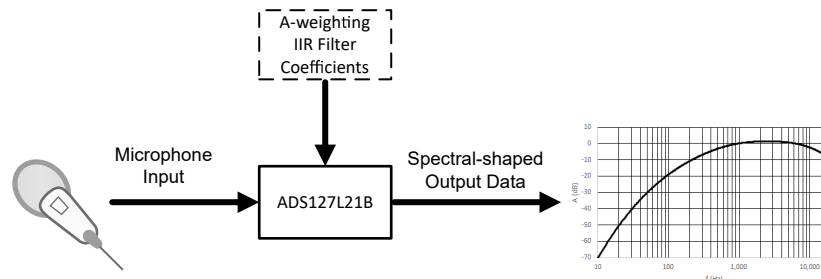 A-weighting
IIR Filter
Coefficients
Microphone
Input
ADS127L21B
Spectral-shaped
Output Data
10
0
-10
-20
-30
-40
-50
-60
-70
A (dB)
10
100
1,000
10,000
f (Hz)